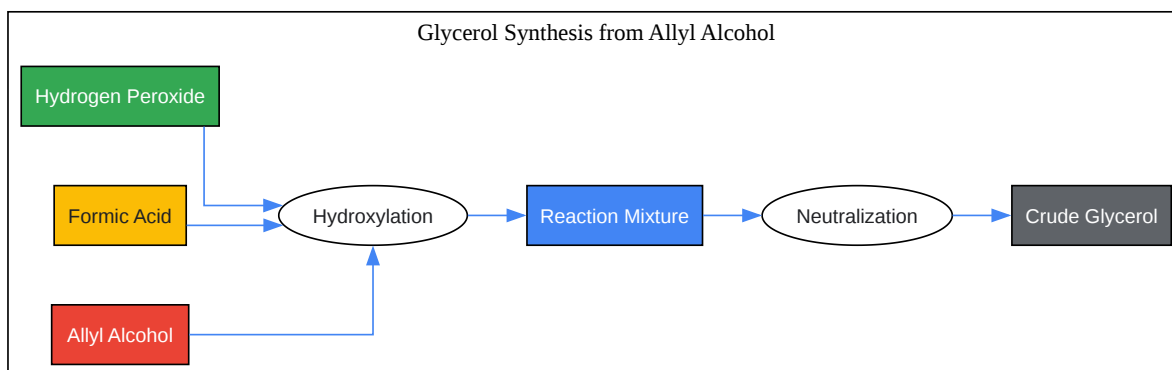 Glycerol Synthesis from Allyl Alcohol
Hydrogen Peroxide
Formic Acid
Hydroxylation
Reaction Mixture
Neutralization
Crude Glycerol
Allyl Alcohol